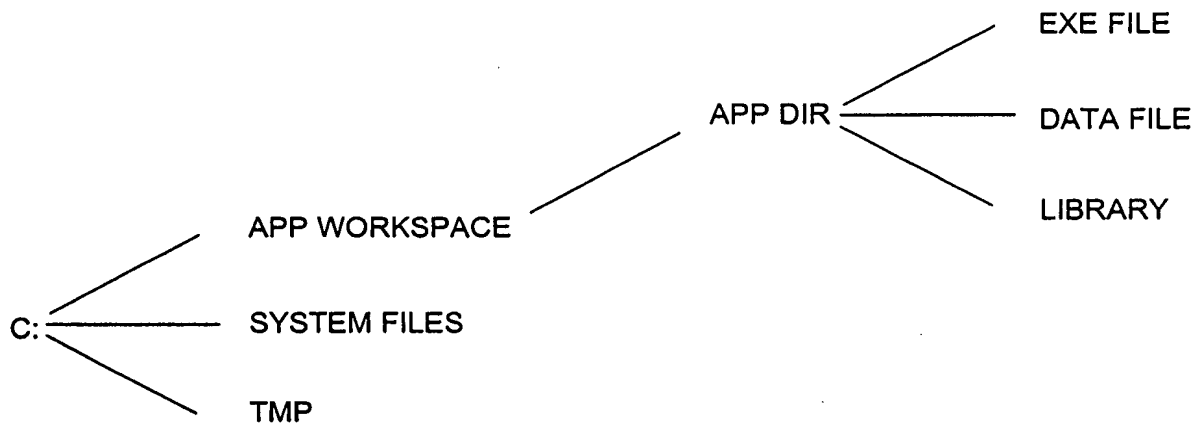 EXE FILE
APP DIR
DATA FILE
LIBRARY
APP WORKSPACE
C:
SYSTEM FILES
TMP